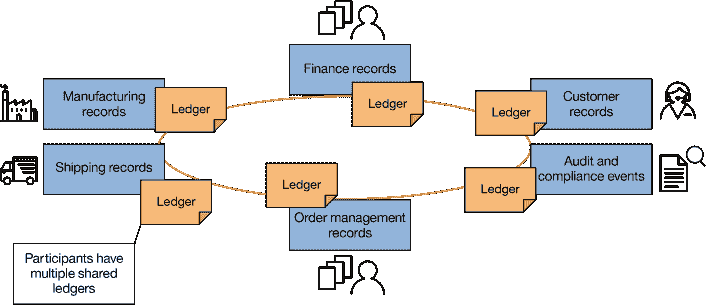 Finance records
Ledger
Manufacturing
records
Ledger
Customer
records
Ledger
Shipping records
Ledger
Audit and
compliance events
Ledger
Ledger
Order management
records
Participants have
multiple shared
ledgers